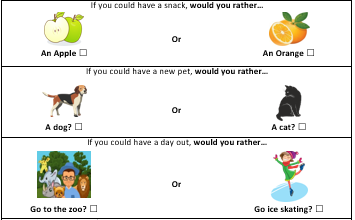 If you could have a snack, would you rather...
Or
An Apple ☐ An Orange ☐
If you could have a new pet, would you rather...
Or
A dog? ☐ A cat? ☐
If you could have a day out, would you rather...
Or
Go to the zoo? ☐ Go ice skating? ☐